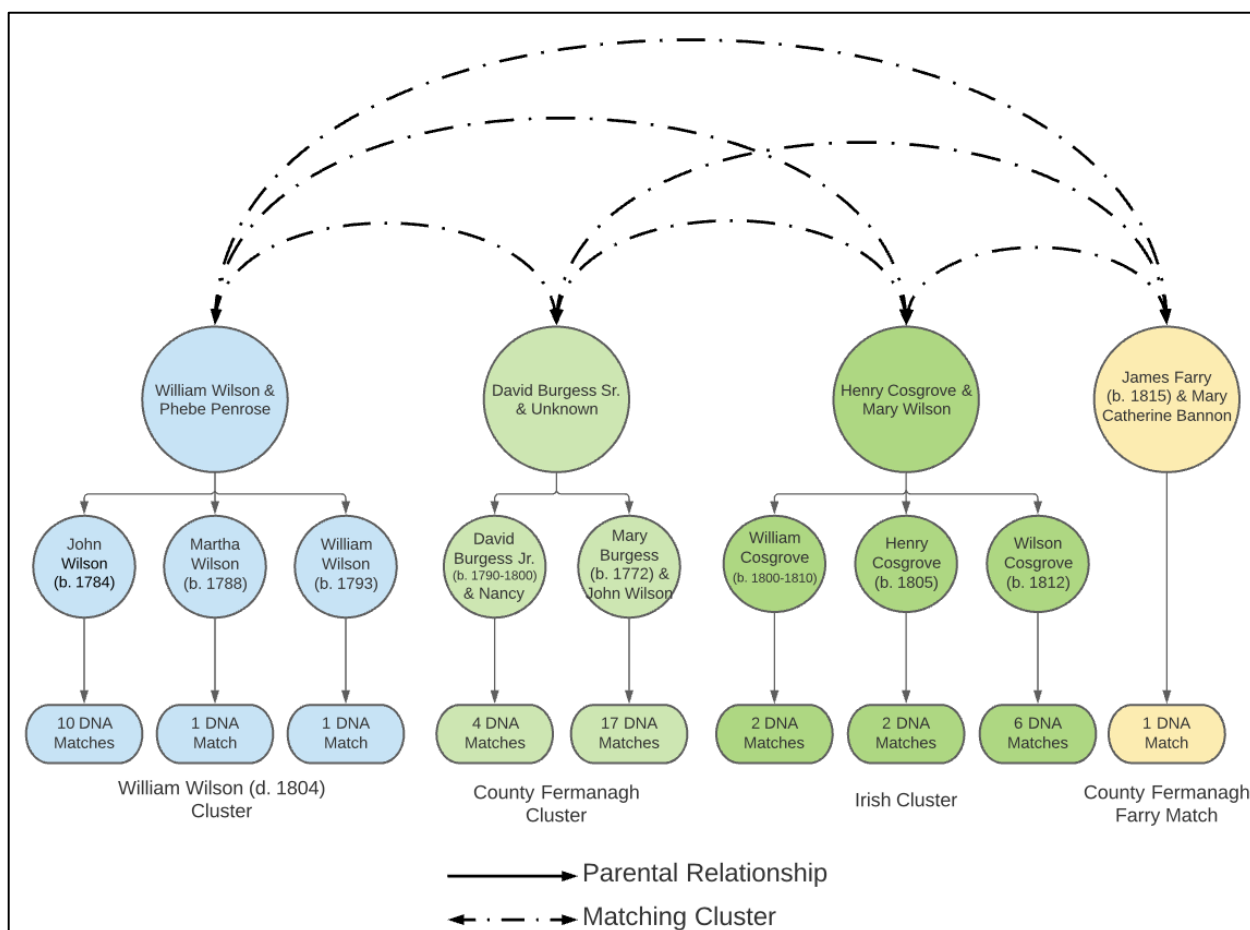 William Wilson &
Phebe Penrose
David Burgess Sr.
& Unknown
Henry Cosgrove &
Mary Wilson
James Farry
(b. 1815) & Mary
Catherine Bannon
John
Wilson
(b. 1784)
Martha
Wilson
(b. 1788)
William
Wilson
(b. 1793)
David
Burgess Jr.
(b. 1790-1800)
& Nancy
Mary
Burgess
(b. 1772) &
John Wilson
William
Cosgrove
(b. 1800-1810)
Henry
Cosgrove
(b. 1805)
Wilson
Cosgrove
(b. 1812)
10 DNA
Matches
1 DNA
Match
1 DNA
Match
4 DNA
Matches
17 DNA
Matches
2 DNA
Matches
2 DNA
Matches
6 DNA
Matches
1 DNA
Match
William Wilson (d. 1804)
Cluster
County Fermanagh
Cluster
Irish Cluster
County Fermanagh
Farry Match
Parental Relationship
Matching Cluster